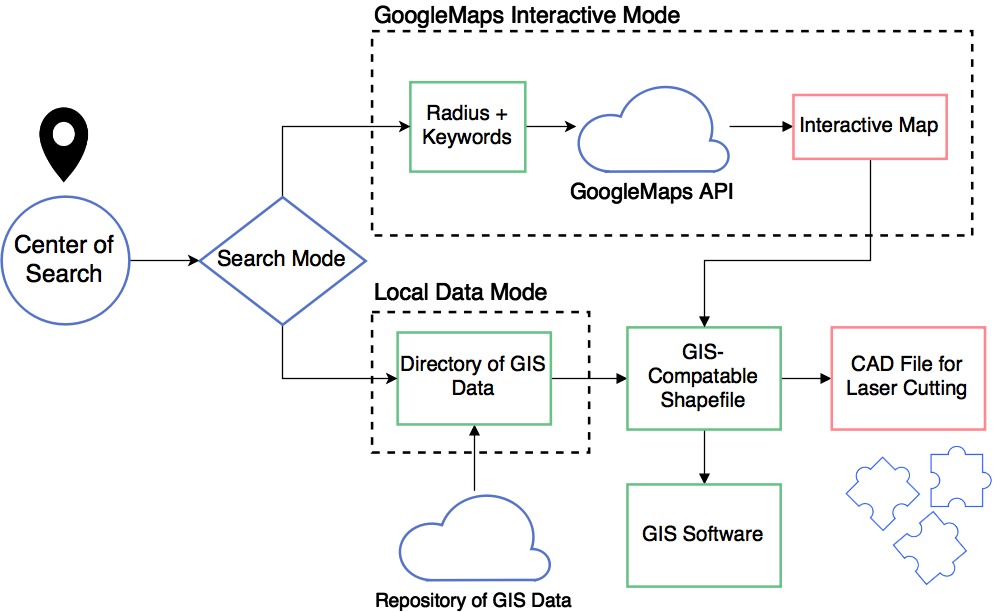 GoogleMaps Interactive Mode
Radius +
Keywords
GoogleMaps API
Interactive Map
Center of
Search
Search Mode
Local Data Mode
Directory of GIS
Data
GIS-
Compatable
Shapefile
CAD File for
Laser Cutting
GIS Software
Repository of GIS Data